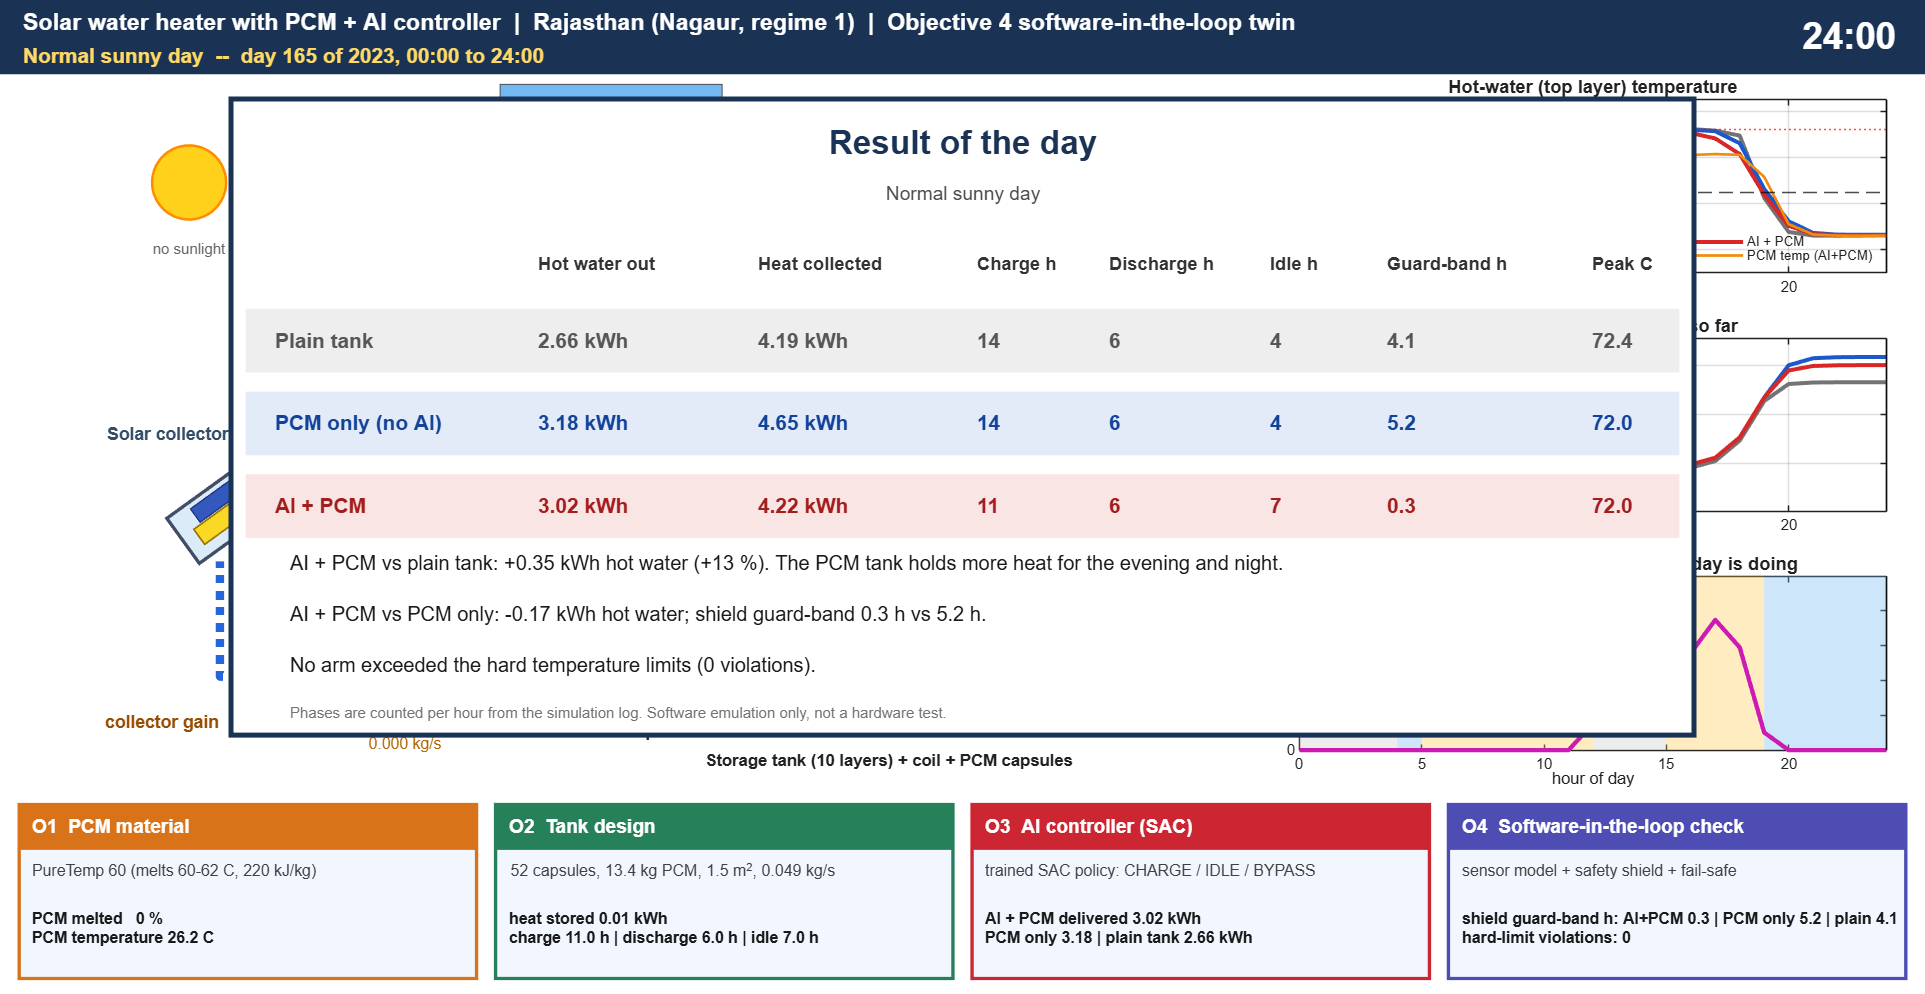 Solar water heater with PCM + AI controller | Rajasthan (Nagaur, regime 1) | Objective 4 software-in-the-loop twin
24:00
Normal sunny day -- day 165 of 2023, 00:00 to 24:00
Hot-water (top layer) temperature
Result of the day
Normal sunny day
no sunlight
Hot water out Heat collected Charge h Discharge h Idle h Guard-band h Peak C
Plain tank 2.66 kWh 4.19 kWh 14 6 4 4.1 72.4
PCM only (no AI) 3.18 kWh 4.65 kWh 14 6 4 5.2 72.0
AI + PCM 3.02 kWh 4.22 kWh 11 6 7 0.3 72.0
AI + PCM vs plain tank: +0.35 kWh hot water (+13 %). The PCM tank holds more heat for the evening and night.
AI + PCM vs PCM only: -0.17 kWh hot water; shield guard-band 0.3 h vs 5.2 h.
No arm exceeded the hard temperature limits (0 violations).
Phases are counted per hour from the simulation log. Software emulation only, not a hardware test.
AI + PCM
PCM temp (AI+PCM)
20
so far
20
day is doing
Solar collector
collector gain
0.000 kg/s
Storage tank (10 layers) + coil + PCM capsules
0
0 5 10 15 20
hour of day
O1 PCM material
PureTemp 60 (melts 60-62 C, 220 kJ/kg)
PCM melted 0 %
PCM temperature 26.2 C
O2 Tank design
52 capsules, 13.4 kg PCM, 1.5 m², 0.049 kg/s
heat stored 0.01 kWh
charge 11.0 h | discharge 6.0 h | idle 7.0 h
O3 AI controller (SAC)
trained SAC policy: CHARGE / IDLE / BYPASS
AI + PCM delivered 3.02 kWh
PCM only 3.18 | plain tank 2.66 kWh
O4 Software-in-the-loop check
sensor model + safety shield + fail-safe
shield guard-band h: AI+PCM 0.3 | PCM only 5.2 | plain 4.1
hard-limit violations: 0